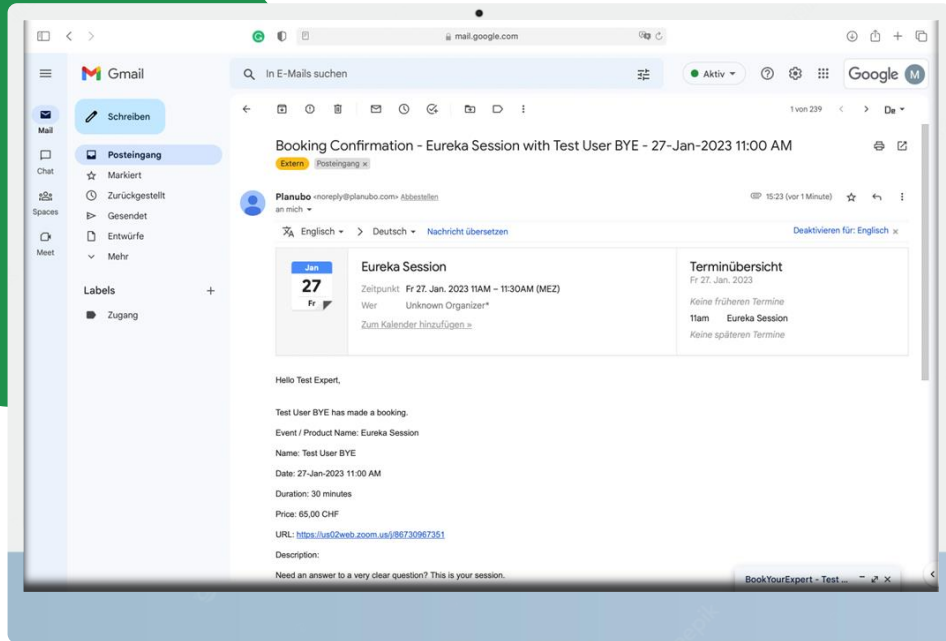 mail.google.com
Gmail
In E-Mails suchen
Aktiv
Google
M
Mail
Chat
Spaces
Meet
Schreiben
Posteingang
Markiert
Zurückgestellt
Gesendet
Entwürfe
Mehr
Labels
+
Zugang
1 von 239
De
Booking Confirmation - Eureka Session with Test User BYE - 27-Jan-2023 11:00 AM
Extern
Posteingang ×
Planubo <noreply@planubo.com> Abbestellen
15:23 (vor 1 Minute)
an mich
Englisch > Deutsch Nachricht übersetzen
Deaktivieren für: Englisch ×
Jan
27
Fr
Eureka Session
Zeitpunkt Fr 27. Jan. 2023 11AM – 11:30AM (MEZ)
Wer Unknown Organizer*
Zum Kalender hinzufügen »
Terminübersicht
Fr 27. Jan. 2023
Keine früheren Termine
11am Eureka Session
Keine späteren Termine
Hello Test Expert,
Test User BYE has made a booking.
Event / Product Name: Eureka Session
Name: Test User BYE
Date: 27-Jan-2023 11:00 AM
Duration: 30 minutes
Price: 65,00 CHF
URL: https://us02web.zoom.us/j/86730967351
Description:
Need an answer to a very clear question? This is your session.
BookYourExpert - Test ...